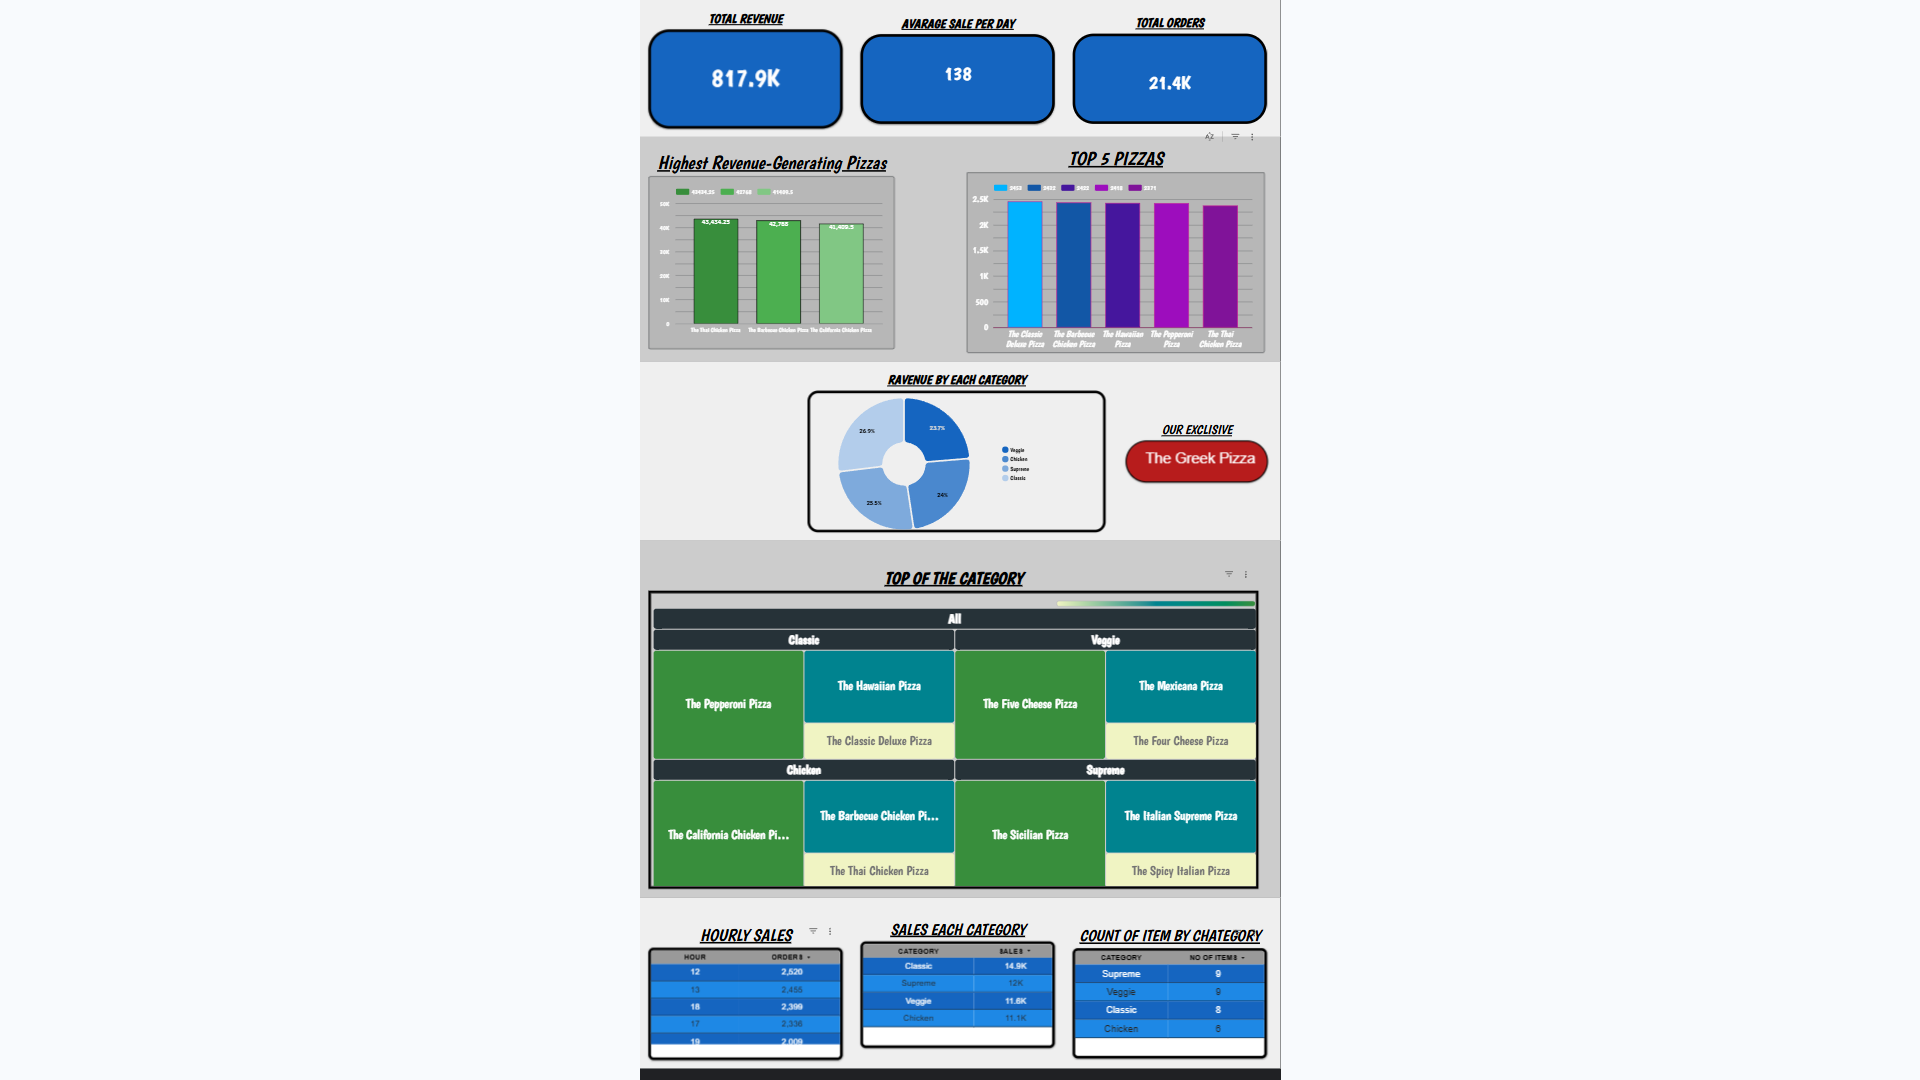 TOTAL REVENUE
AVARAGE SALE PER DAY
TOTAL ORDERS
817.9K
138
21.4K
Highest Revenue-Generating Pizzas
43434.25 42768 41409.5
50K
40K
30K
20K
10K
0
43,434.25
42,768
41,409.5
The Thai Chicken Pizza The Barbecue Chicken Pizza The California Chicken Pizza
TOP 5 PIZZAS
2371
2.5K
2K
1.5K
1K
500
0
The Classic Deluxe Pizza
The Barbecue Chicken Pizza
The Hawaiian Pizza
The Pepperoni Pizza
The Thai Chicken Pizza
RAVENUE BY EACH CATEGORY
26.9%
23.7%
25.5%
24%
Veggie
Chicken
Supreme
Classic
OUR EXCLUSIVE
The Greek Pizza
TOP OF THE CATEGORY
All
Classic
Veggie
The Pepperoni Pizza
The Hawaiian Pizza
The Classic Deluxe Pizza
The Five Cheese Pizza
The Mexicana Pizza
The Four Cheese Pizza
Chicken
Supreme
The California Chicken Pi...
The Barbecue Chicken Pi...
The Thai Chicken Pizza
The Sicilian Pizza
The Italian Supreme Pizza
The Spicy Italian Pizza
HOURLY SALES
HOUR ORDERS
12 2,520
13 2,455
18 2,399
17 2,336
19 2,009
SALES EACH CATEGORY
CATEGORY SALES
Classic 14.9K
Supreme 12K
Veggie 11.6K
Chicken 11.1K
COUNT OF ITEM BY CHATEGORY
CATEGORY NO OF ITEMS
Supreme 9
Veggie 9
Classic 8
Chicken 6